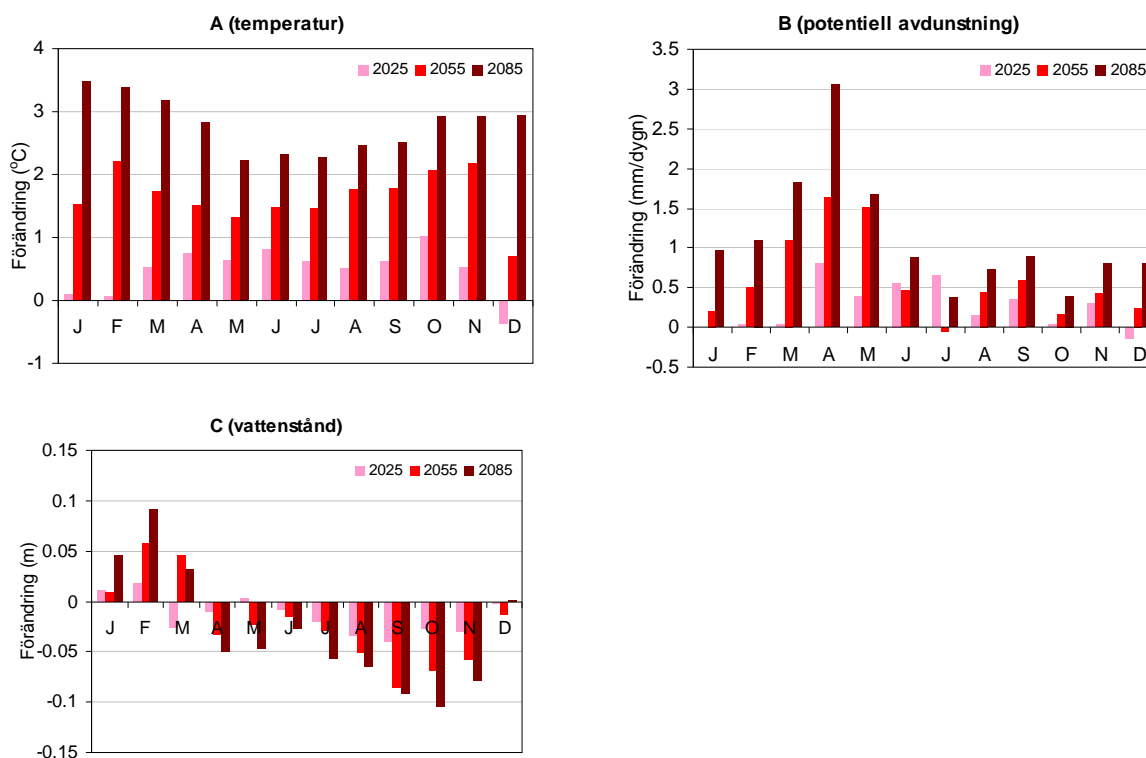 A (temperatur)
4
3
2
1
0
-1
Förändring (°C)
2025 2055 2085
J F M A M J J A S O N D
B (potentiell avdunstning)
3.5
3
2.5
2
1.5
1
0.5
0
-0.5
Förändring (mm/dygn)
2025 2055 2085
J F M A M J J A S O N D
C (vattenstånd)
0.15
0.1
0.05
0
-0.05
-0.1
-0.15
Förändring (m)
2025 2055 2085
J F M A M J J A S O N D